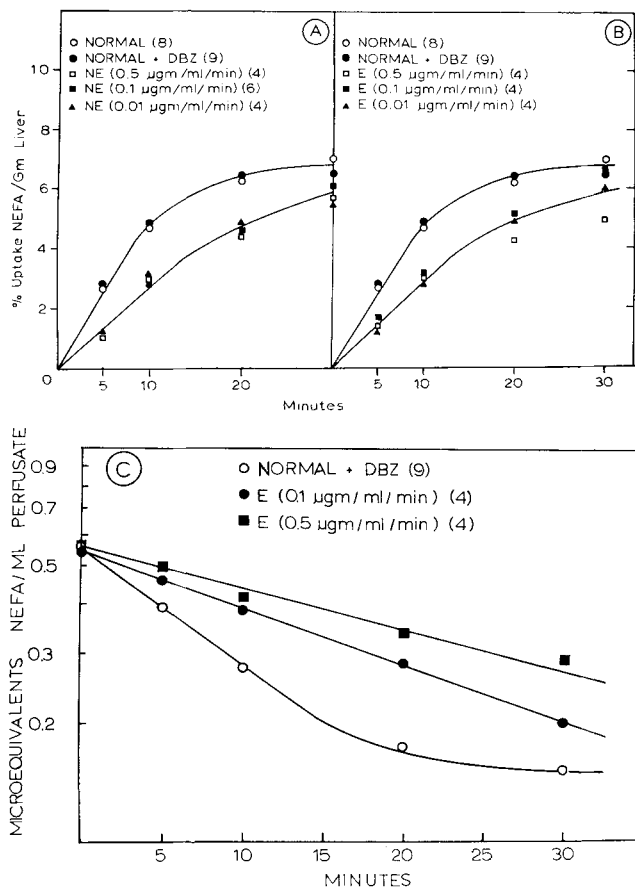 A
○ NORMAL (8)
● NORMAL + DBZ (9)
□ NE (0.5 µgm/ml/min) (4)
■ NE (0.1 µgm/ml/min) (6)
▲ NE (0.01 µgm/ml/min) (4)
B
○ NORMAL (8)
● NORMAL + DBZ (9)
□ E (0.5 µgm/ml/min) (4)
■ E (0.1 µgm/ml/min) (4)
▲ E (0.01 µgm/ml/min) (4)
% Uptake NEFA/Gm Liver
10
8
6
4
2
0
5 10 20
5 10 20 30
Minutes
C
○ NORMAL + DBZ (9)
● E (0.1 µgm/ml/min) (4)
■ E (0.5 µgm/ml/min) (4)
MICROEQUIVALENTS NEFA/ML PERFUSATE
0.9
0.7
0.5
0.3
0.2
5 10 15 20 25 30
MINUTES